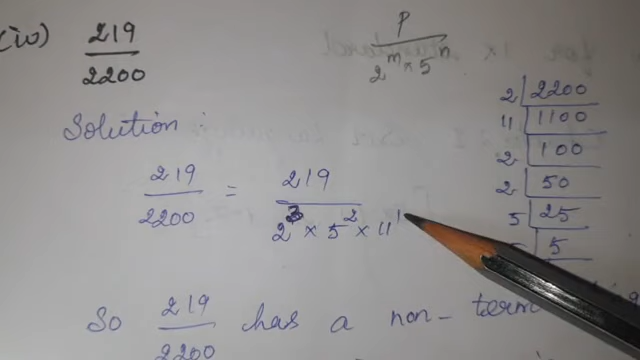 (iv) 219/2200
P/2^m × 5^n
Solution :
219/2200 = 219/2^3 × 5^2 × 11^1
2 | 2200
11 | 1100
2 | 100
2 | 50
5 | 25
5
So 219/2200 has a non- term